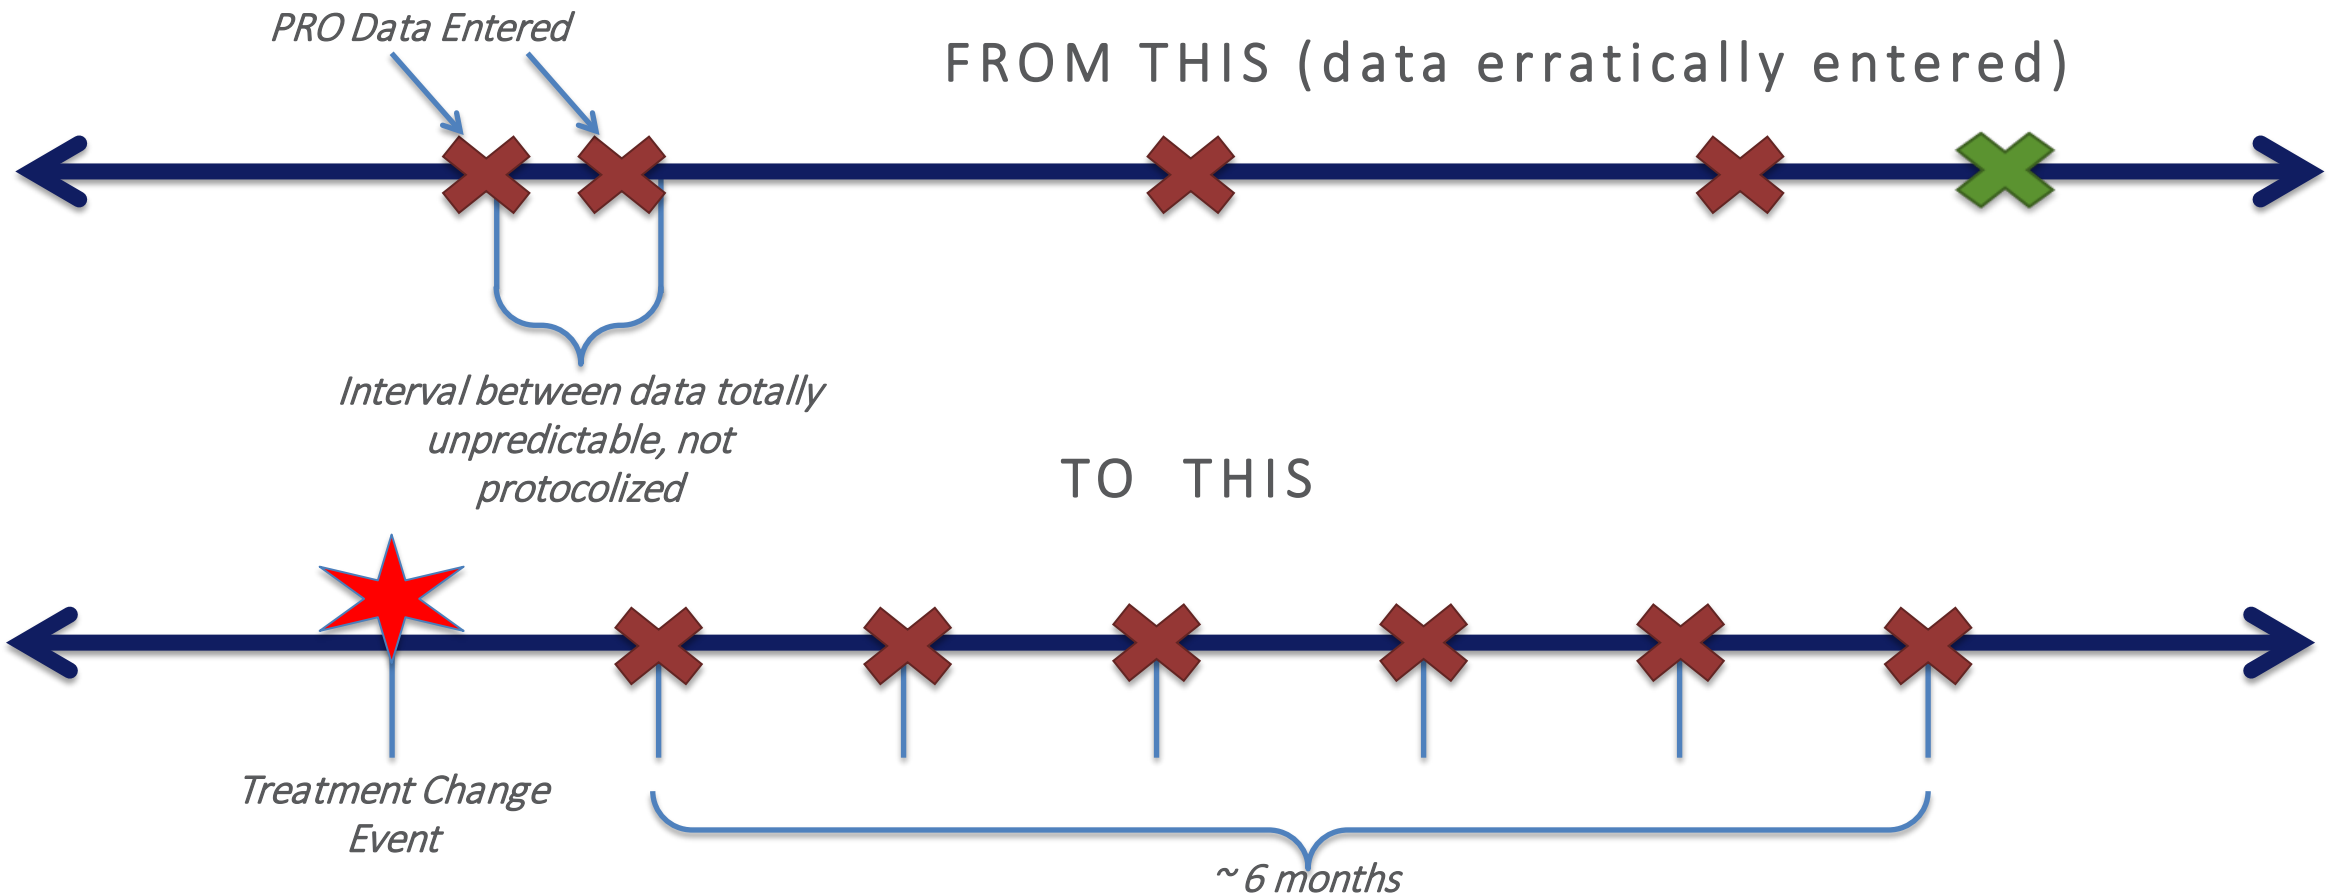 PRO Data Entered
FROM THIS (data erratically entered)
Interval between data totally
unpredictable, not
protocolized
TO THIS
Treatment Change
Event
~ 6 months